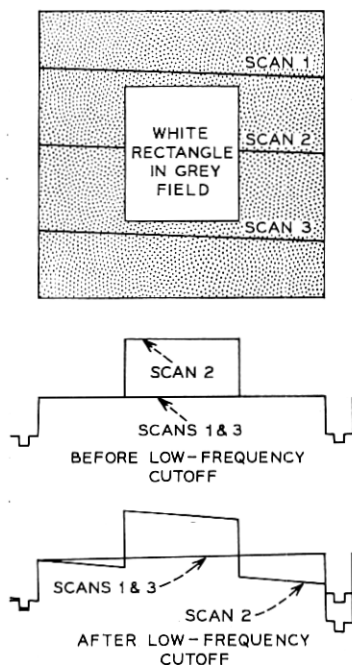 SCAN 1
WHITE
RECTANGLE
IN GREY
FIELD
SCAN 2
SCAN 3
SCAN 2
SCANS 1 & 3
BEFORE LOW-FREQUENCY
CUTOFF
SCANS 1 & 3
SCAN 2
AFTER LOW-FREQUENCY
CUTOFF